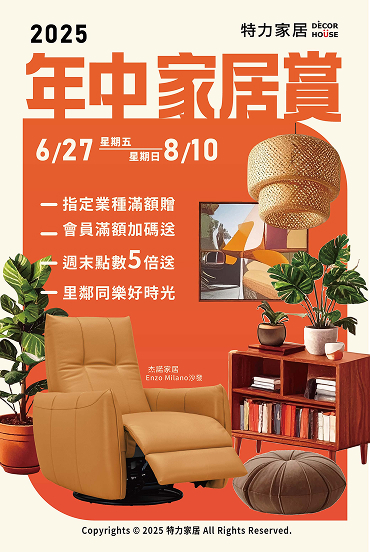 2025
特力家居 DÉCOR HOUSE
年中家居賞
6/27 星期五 星期日 8/10
指定業種滿額贈
會員滿額加碼送
週末點數5倍送
里鄰同樂好時光
杰諾家居
Enzo Milano沙發
Copyrights © 2025 特力家居 All Rights Reserved.